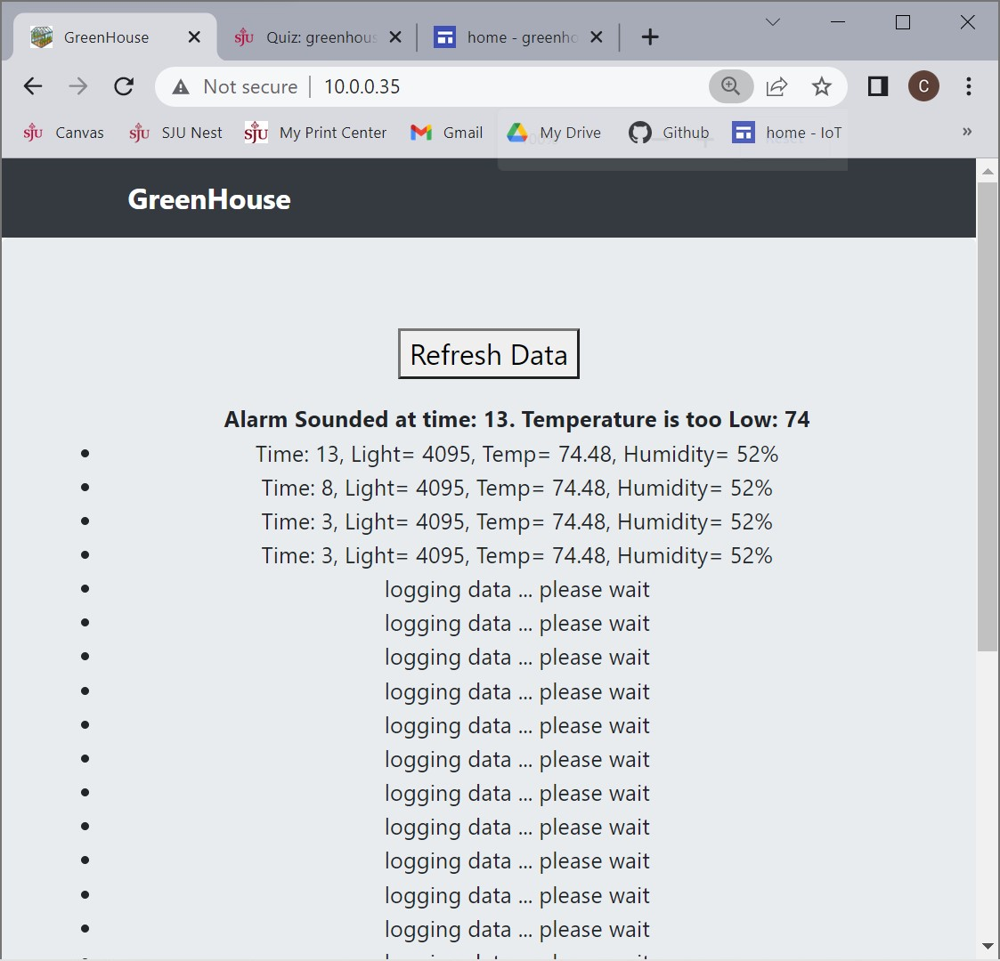 GreenHouse
Quiz: greenhous
home - greenho
Not secure
10.0.0.35
C
SJU Canvas
SJU SJU Nest
SJU My Print Center
Gmail
My Drive
Github
home - IoT
»
GreenHouse
Refresh Data
Alarm Sounded at time: 13. Temperature is too Low: 74
Time: 13, Light= 4095, Temp= 74.48, Humidity= 52%
Time: 8, Light= 4095, Temp= 74.48, Humidity= 52%
Time: 3, Light= 4095, Temp= 74.48, Humidity= 52%
Time: 3, Light= 4095, Temp= 74.48, Humidity= 52%
logging data ... please wait
logging data ... please wait
logging data ... please wait
logging data ... please wait
logging data ... please wait
logging data ... please wait
logging data ... please wait
logging data ... please wait
logging data ... please wait
logging data ... please wait
logging data ... please wait